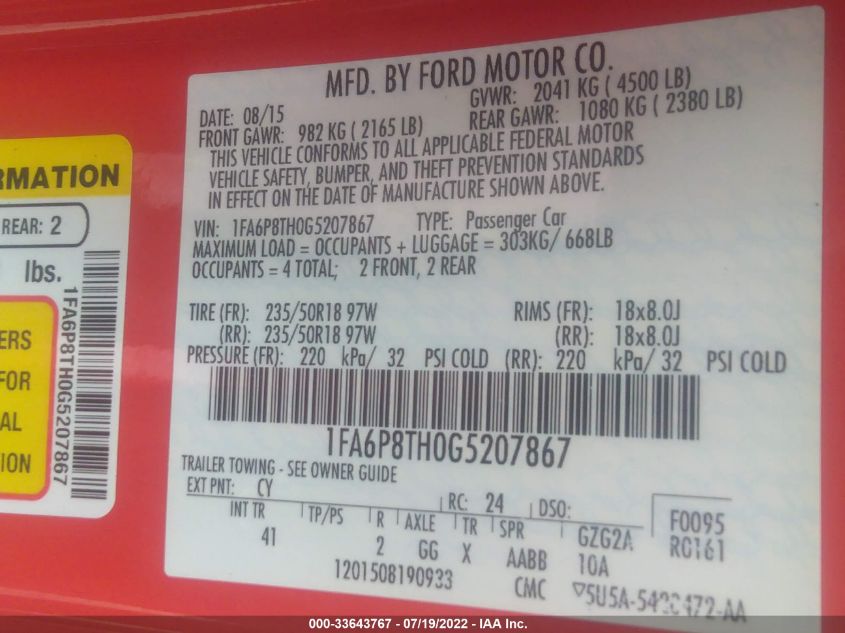 MFD. BY FORD MOTOR CO.
DATE: 08/15 GVWR: 2041 KG ( 4500 LB)
FRONT GAWR: 982 KG ( 2165 LB) REAR GAWR: 1080 KG ( 2380 LB)
THIS VEHICLE CONFORMS TO ALL APPLICABLE FEDERAL MOTOR
VEHICLE SAFETY, BUMPER, AND THEFT PREVENTION STANDARDS
IN EFFECT ON THE DATE OF MANUFACTURE SHOWN ABOVE.
VIN: 1FA6P8TH0G5207867 TYPE: Passenger Car
MAXIMUM LOAD = OCCUPANTS + LUGGAGE = 303KG/ 668LB
OCCUPANTS = 4 TOTAL; 2 FRONT, 2 REAR
TIRE (FR): 235/50R18 97W RIMS (FR): 18x8.0J
(RR): 235/50R18 97W (RR): 18x8.0J
PRESSURE (FR): 220 kPa/ 32 PSI COLD (RR): 220 kPa/ 32 PSI COLD
1FA6P8TH0G5207867
TRAILER TOWING - SEE OWNER GUIDE
EXT PNT: CY RC: 24 DSO: F0095
INT TR TP/PS R AXLE TR SPR GZG2A RC161
41 2 GG X AABB 10A
1201508190933 CMC
RMATION
REAR: 2
lbs.
1FA6P8TH0G5207867
ERS
FOR
AL
ION
000-33643767 - 07/19/2022 - IAA Inc.